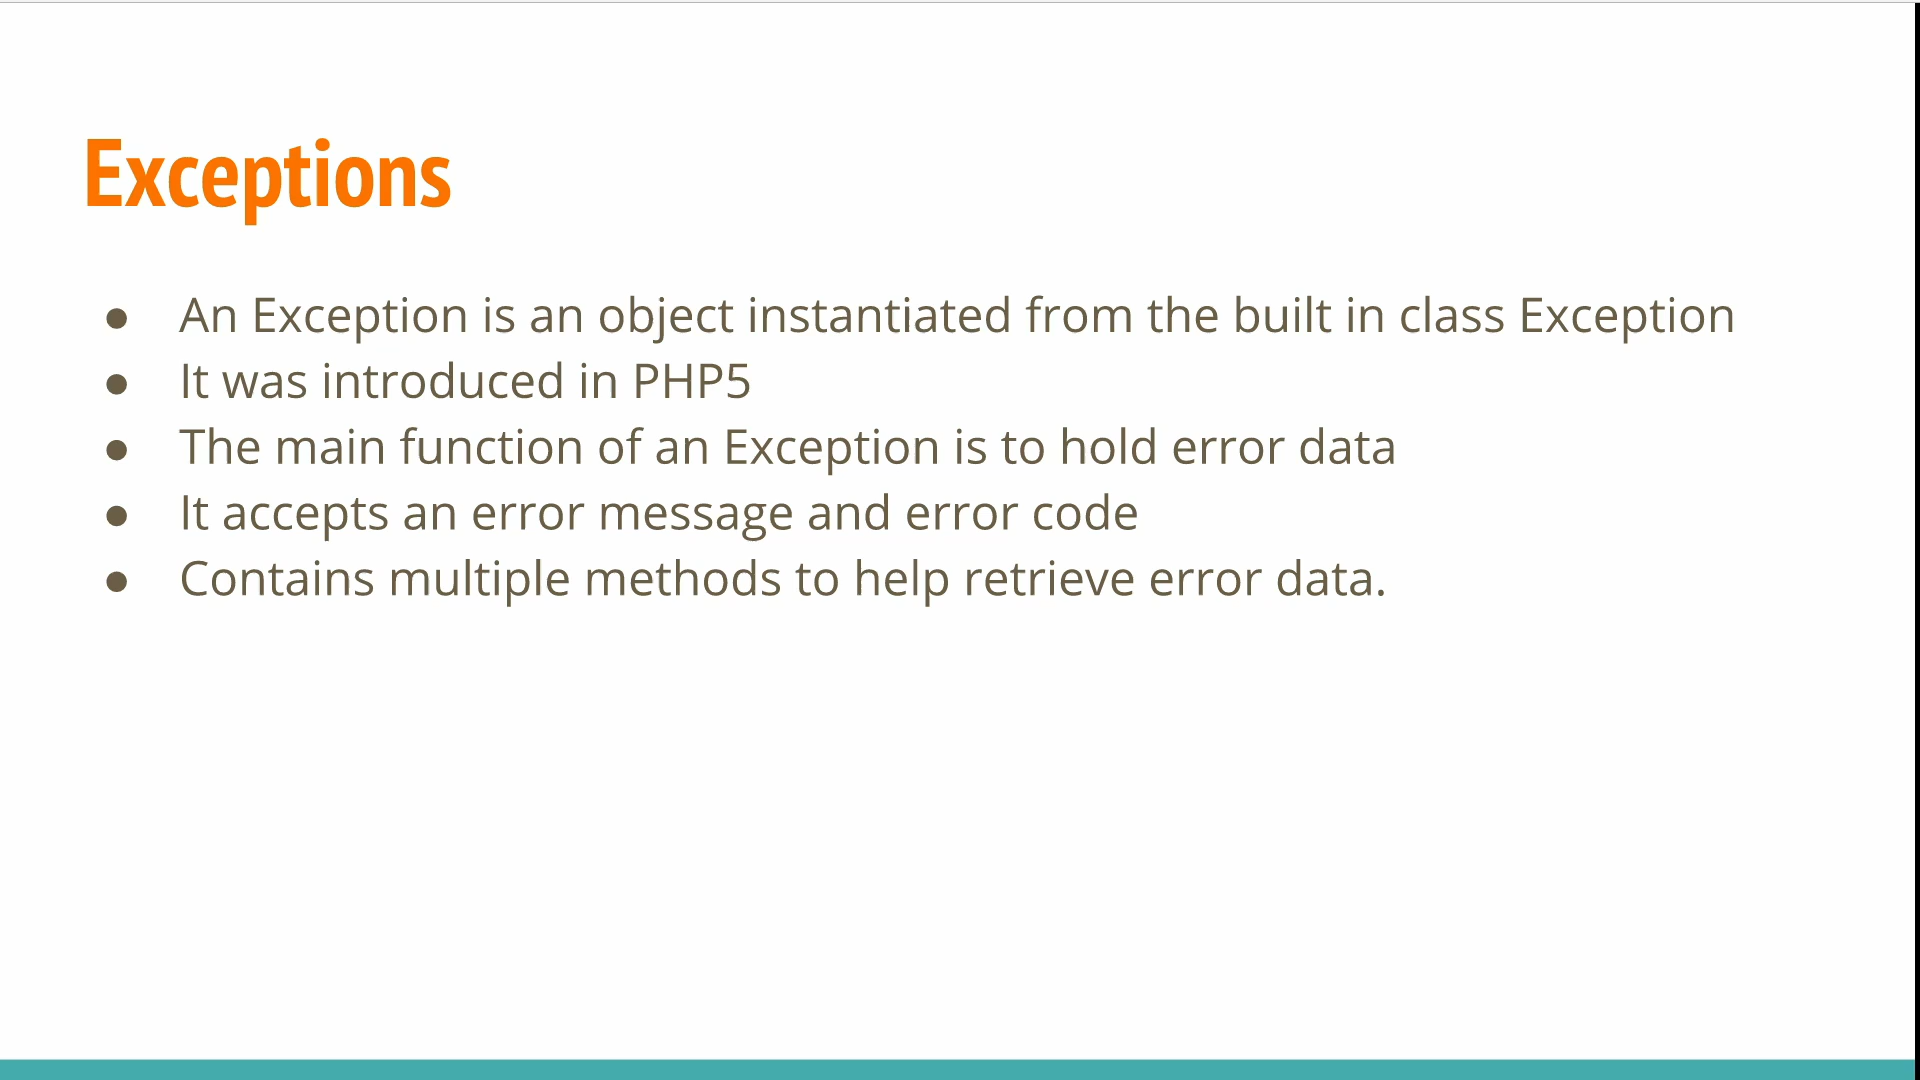 Exceptions
● An Exception is an object instantiated from the built in class Exception
● It was introduced in PHP5
● The main function of an Exception is to hold error data
● It accepts an error message and error code
● Contains multiple methods to help retrieve error data.